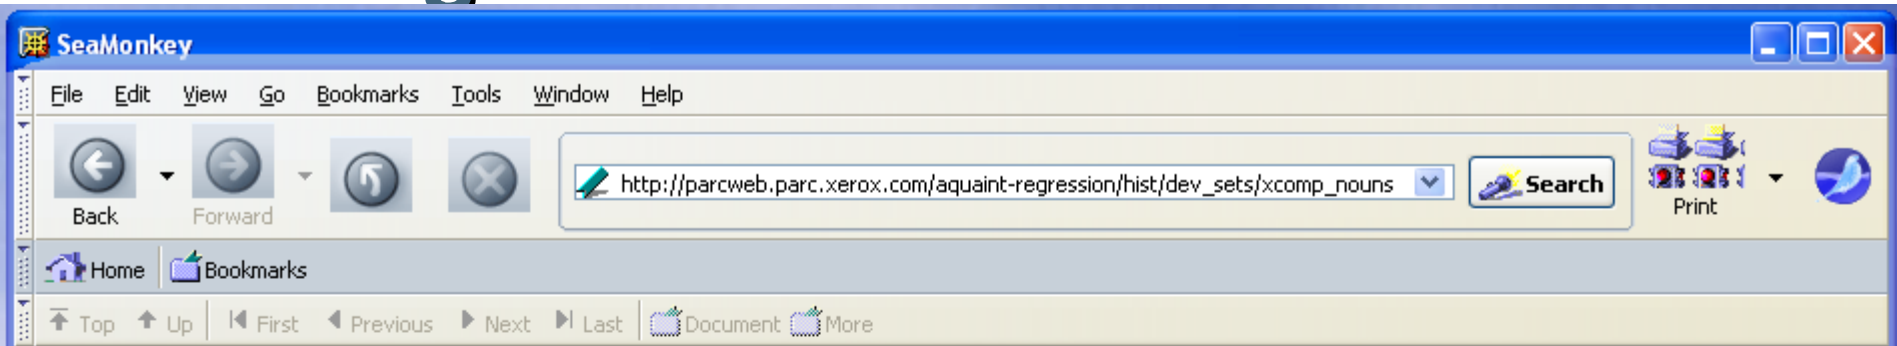 SeaMonkey
File Edit View Go Bookmarks Tools Window Help
http://parcweb.parc.xerox.com/aquaint-regression/hist/dev_sets/xcomp_nouns Search
Back Forward Print
Home Bookmarks
Top Up First Previous Next Last Document More